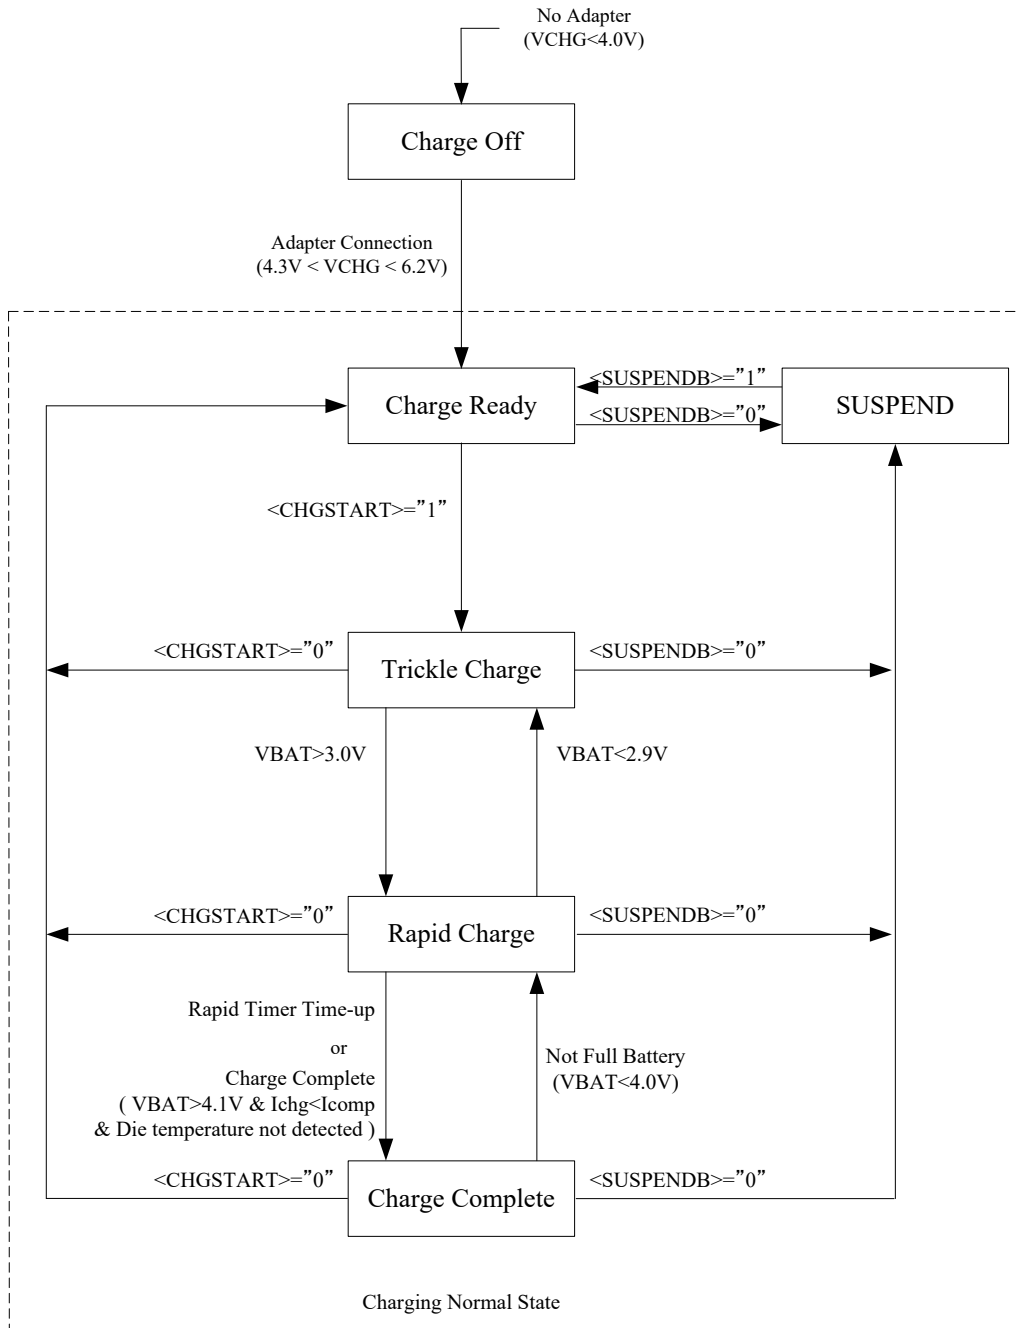 No Adapter
(VCHG<4.0V)
Charge Off
Adapter Connection
(4.3V < VCHG < 6.2V)
<SUSPENDB>=”1”
Charge Ready
SUSPEND
<SUSPENDB>=”0”
<CHGSTART>=”1”
<CHGSTART>=”0”
<SUSPENDB>=”0”
Trickle Charge
VBAT>3.0V
VBAT<2.9V
<CHGSTART>=”0”
<SUSPENDB>=”0”
Rapid Charge
Rapid Timer Time-up
or
Charge Complete
( VBAT>4.1V & Ichg<Icomp
& Die temperature not detected )
Not Full Battery
(VBAT<4.0V)
<CHGSTART>=”0”
<SUSPENDB>=”0”
Charge Complete
Charging Normal State